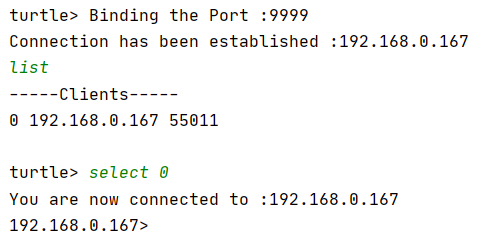 turtle> Binding the Port :9999
Connection has been established :192.168.0.167
list
-----Clients-----
0 192.168.0.167 55011
turtle> select 0
You are now connected to :192.168.0.167
192.168.0.167>